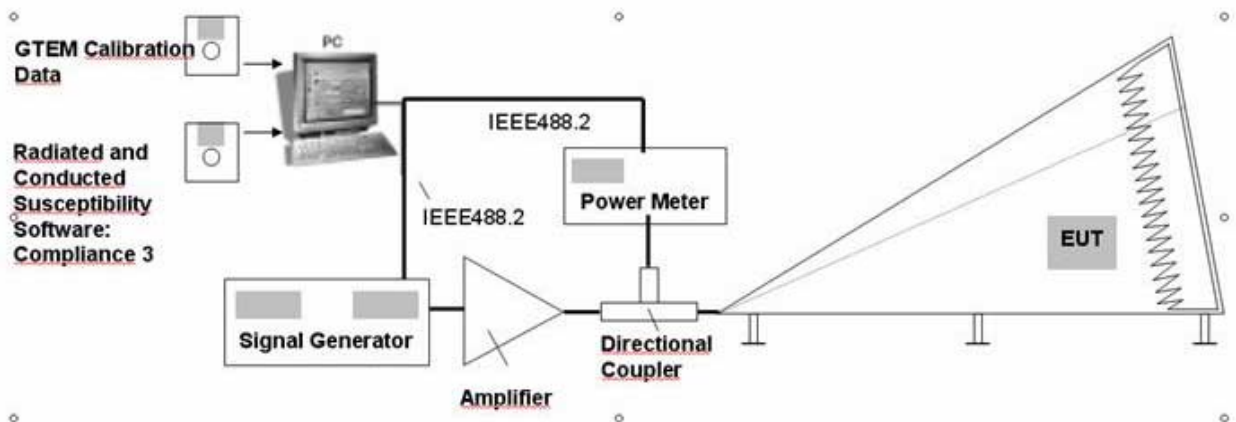 GTEM Calibration
Data
PC
IEEE488.2
Radiated and
Conducted
Susceptibility
Software:
Compliance 3
IEEE488.2
Power Meter
EUT
Signal Generator
Directional
Coupler
Amplifier